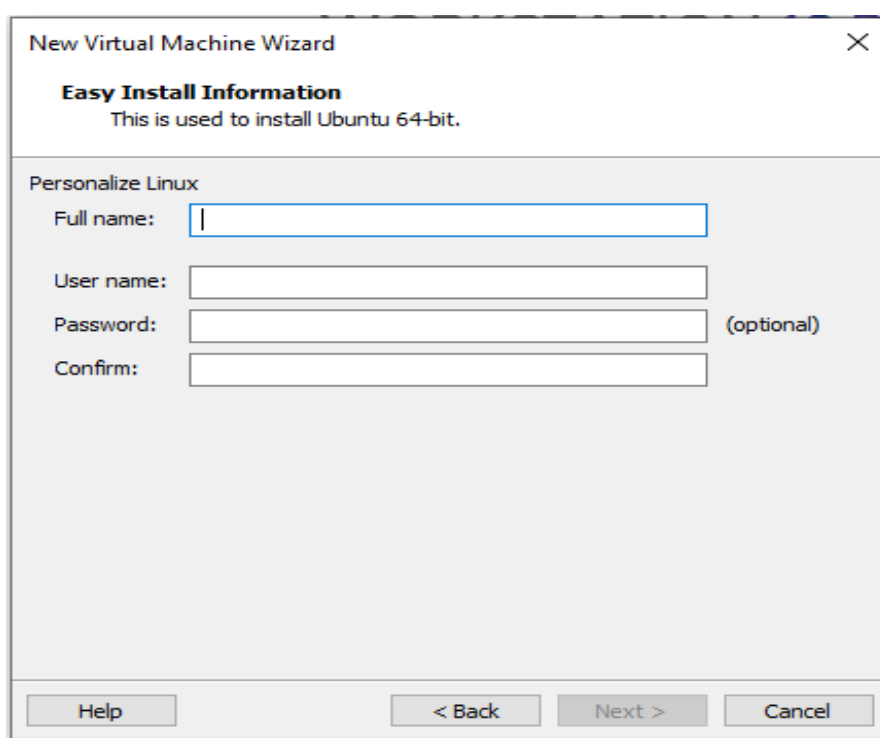 New Virtual Machine Wizard
Easy Install Information
This is used to install Ubuntu 64-bit.
Personalize Linux
Full name:
User name:
Password: (optional)
Confirm:
Help < Back Next > Cancel